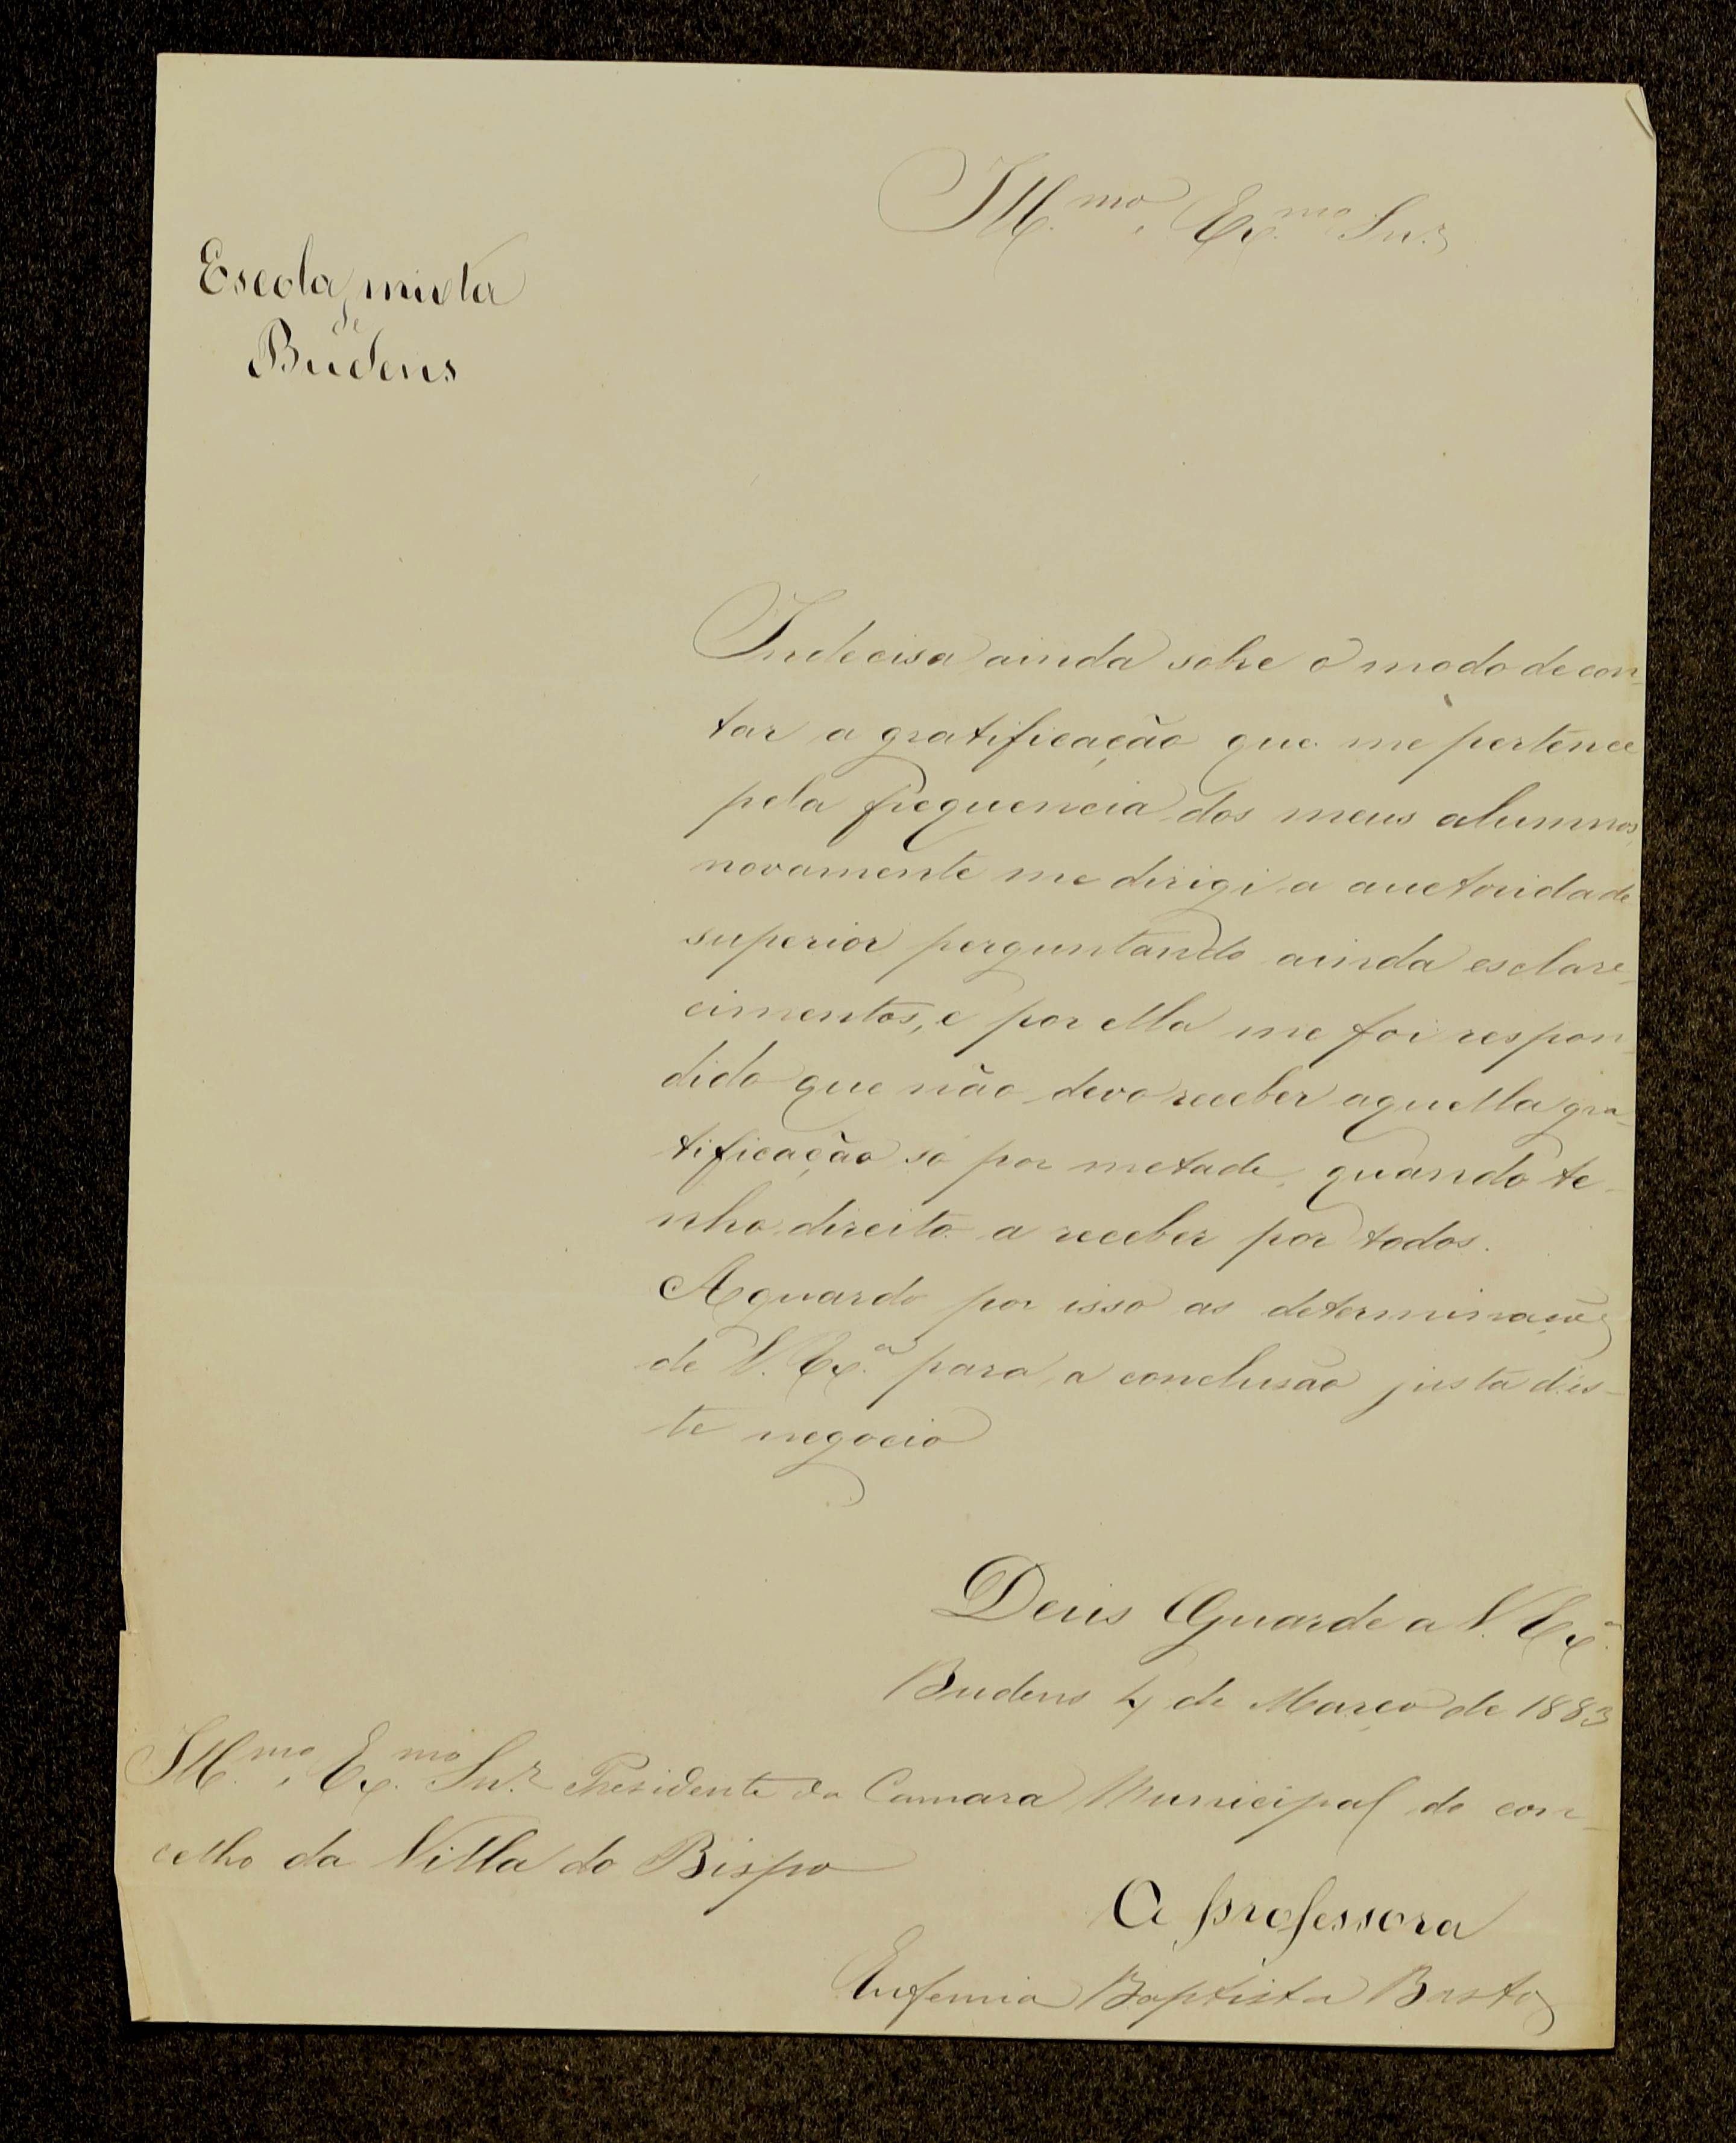 Ill.mo, Ex.mo Snr.
Escola mixta
de
Budens
Indecisa ainda sobre o modo de con-
tar a gratificação que me pertence
pela frequencia dos meus alumnos,
novamente me dirigi a auctoridade
superior perguntando ainda esclare-
cimentos, e por ella me foi respon-
dido que não devo receber aquella gra-
tificação só por metade, quando te-
nho direito a receber por todos.
Aguardo por isso as determinações
de V. Ex.a para a conclusão justa d'es-
te negocio
Deus Guarde a V. Ex.a
Budens 4 de Março de 1883
Ill.mo, Ex.mo Snr. Presidente da Camara Municipal do con-
celho da Villa do Bispo
A professora
Eufemia Baptista Bastos